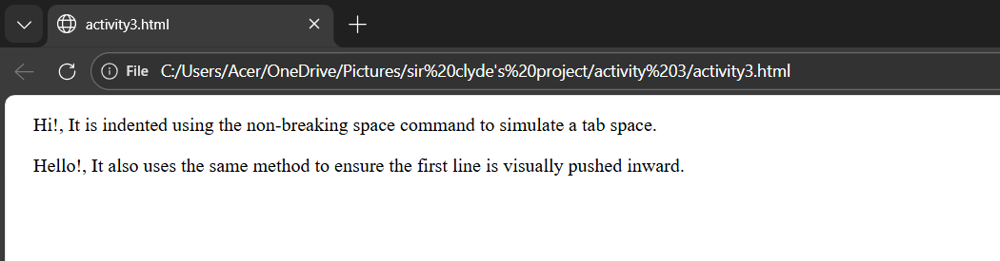 activity3.html
File C:/Users/Acer/OneDrive/Pictures/sir%20clyde's%20project/activity%203/activity3.html
Hi!, It is indented using the non-breaking space command to simulate a tab space.
Hello!, It also uses the same method to ensure the first line is visually pushed inward.